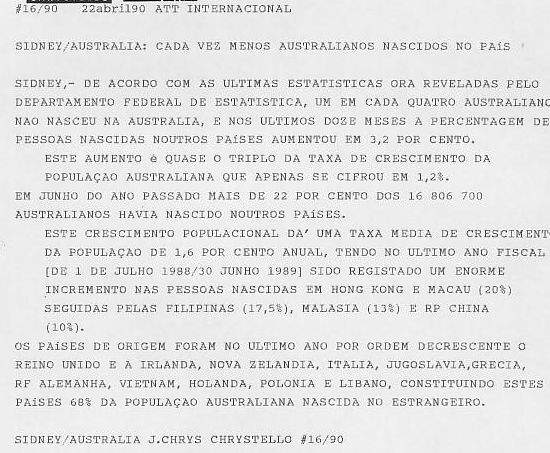 #16/90 22abril90 ATT INTERNACIONAL
SIDNEY/AUSTRALIA: CADA VEZ MENOS AUSTRALIANOS NASCIDOS NO PAíS
SIDNEY,- DE ACORDO COM AS ULTIMAS ESTATISTICAS ORA REVELADAS PELO
DEPARTAMENTO FEDERAL DE ESTATISTICA, UM EM CADA QUATRO AUSTRALIANO
NAO NASCEU NA AUSTRALIA, E NOS ULTIMOS DOZE MESES A PERCENTAGEM DE
PESSOAS NASCIDAS NOUTROS PAíSES AUMENTOU EM 3,2 POR CENTO.
ESTE AUMENTO é QUASE O TRIPLO DA TAXA DE CRESCIMENTO DA
POPULAÇAO AUSTRALIANA QUE APENAS SE CIFROU EM 1,2%.
EM JUNHO DO ANO PASSADO MAIS DE 22 POR CENTO DOS 16 806 700
AUSTRALIANOS HAVIA NASCIDO NOUTROS PAíSES.
ESTE CRESCIMENTO POPULACIONAL DA' UMA TAXA MEDIA DE CRESCIMENT
DA POPULAÇAO DE 1,6 POR CENTO ANUAL, TENDO NO ULTIMO ANO FISCAL
[DE 1 DE JULHO 1988/30 JUNHO 1989] SIDO REGISTADO UM ENORME
INCREMENTO NAS PESSOAS NASCIDAS EM HONG KONG E MACAU (20%)
SEGUIDAS PELAS FILIPINAS (17,5%), MALASIA (13%) E RP CHINA
(10%).
OS PAíSES DE ORIGEM FORAM NO ULTIMO ANO POR ORDEM DECRESCENTE O
REINO UNIDO E A IRLANDA, NOVA ZELANDIA, ITALIA, JUGOSLAVIA,GRECIA,
RF ALEMANHA, VIETNAM, HOLANDA, POLONIA E LIBANO, CONSTITUINDO ESTES
PAíSES 68% DA POPULAÇAO AUSTRALIANA NASCIDA NO ESTRANGEIRO.
SIDNEY/AUSTRALIA J.CHRYS CHRYSTELLO #16/90